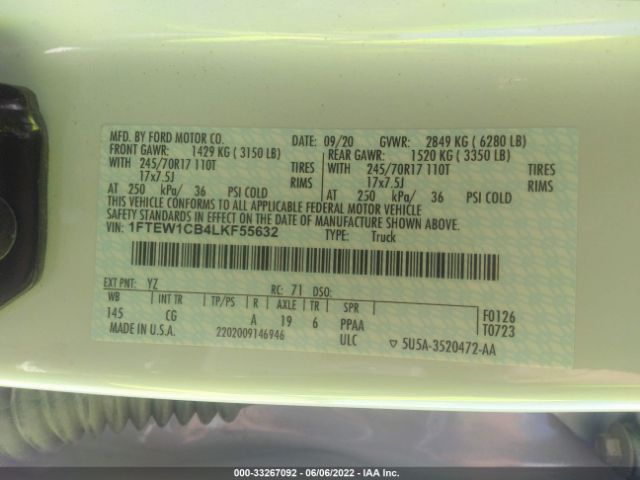 MFD. BY FORD MOTOR CO. DATE: 09/20 GVWR: 2849 KG ( 6280 LB)
FRONT GAWR: 1429 KG ( 3150 LB) REAR GAWR: 1520 KG ( 3350 LB)
WITH 245/70R17 110T TIRES WITH 245/70R17 110T TIRES
17x7.5J RIMS 17x7.5J RIMS
AT 250 kPa/ 36 PSI COLD AT 250 kPa/ 36 PSI COLD
THIS VEHICLE CONFORMS TO ALL APPLICABLE FEDERAL MOTOR VEHICLE
SAFETY STANDARDS IN EFFECT ON THE DATE OF MANUFACTURE SHOWN ABOVE.
VIN: 1FTEW1CB4LKF55632 TYPE: Truck
EXT PNT: YZ RC: 71 DSO:
WB INT TR TP/PS R AXLE TR SPR F0126
145 CG A 19 6 PPAA T0723
MADE IN U.S.A. 2202009146946 ULC ▽ 5U5A-3520472-AA
000-33267092 - 06/06/2022 - IAA Inc.